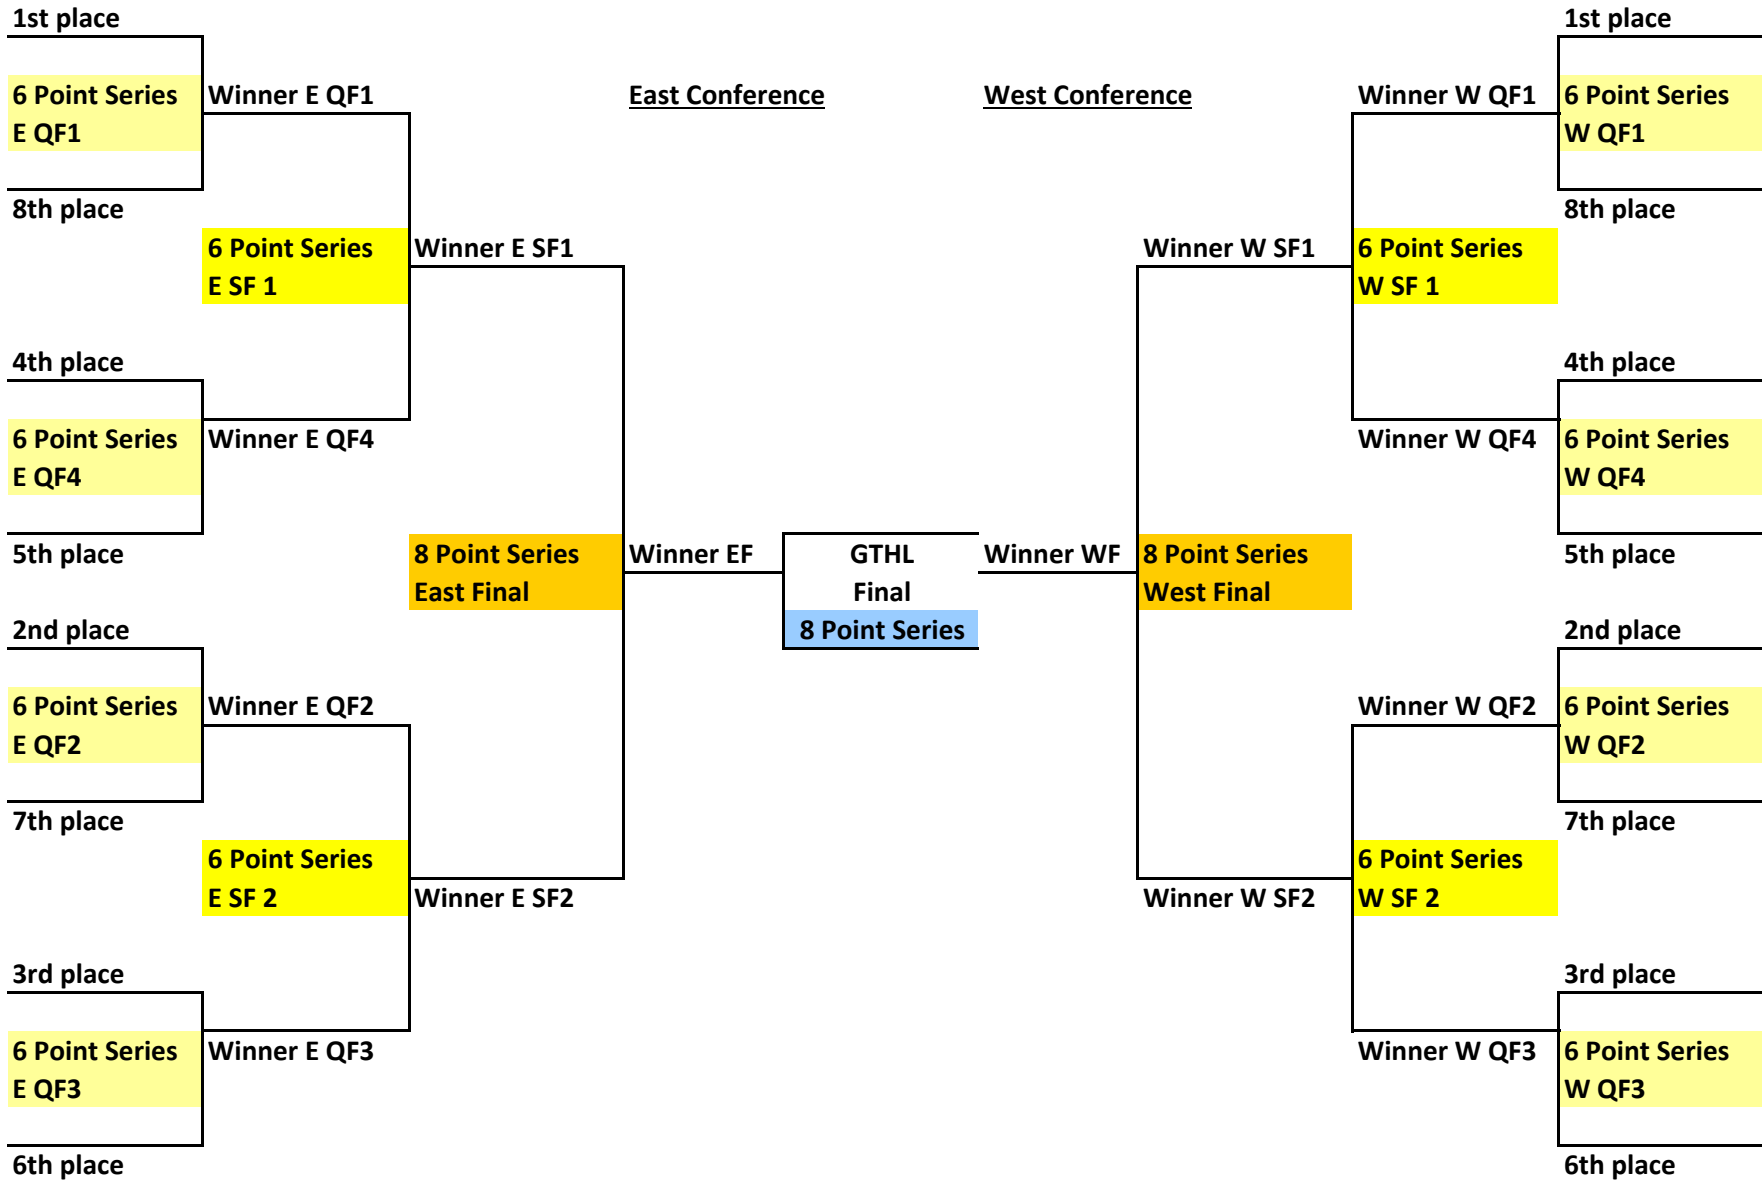 1st place
1st place
6 Point Series
Winner E QF1
East Conference
West Conference
Winner W QF1
6 Point Series
E QF1
W QF1
8th place
8th place
6 Point Series
Winner E SF1
Winner W SF1
6 Point Series
E SF 1
W SF 1
4th place
4th place
6 Point Series
Winner E QF4
Winner W QF4
6 Point Series
E QF4
W QF4
5th place
8 Point Series
Winner EF
GTHL
Winner WF
8 Point Series
5th place
East Final
Final
West Final
2nd place
8 Point Series
2nd place
6 Point Series
Winner E QF2
Winner W QF2
6 Point Series
E QF2
W QF2
7th place
7th place
6 Point Series
6 Point Series
E SF 2
Winner E SF2
Winner W SF2
W SF 2
3rd place
3rd place
6 Point Series
Winner E QF3
Winner W QF3
6 Point Series
E QF3
W QF3
6th place
6th place